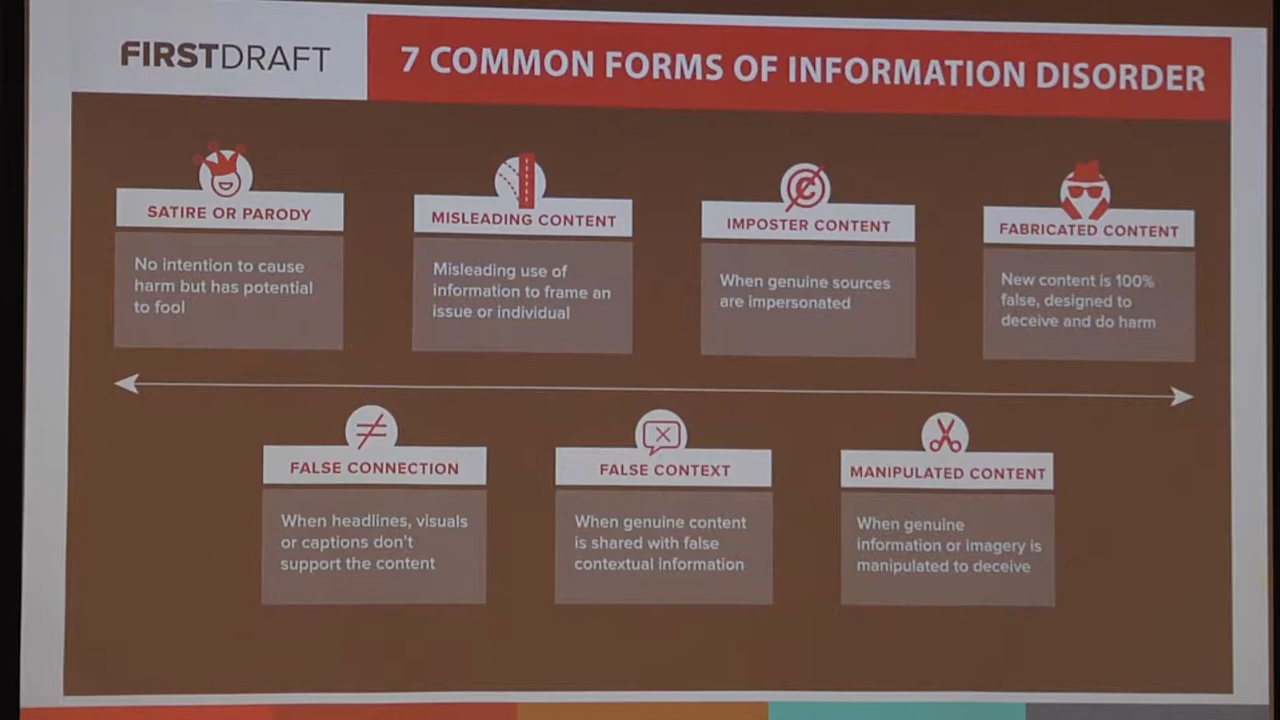 FIRSTDRAFT
7 COMMON FORMS OF INFORMATION DISORDER
SATIRE OR PARODY
No intention to cause
harm but has potential
to fool
MISLEADING CONTENT
Misleading use of
information to frame an
issue or individual
IMPOSTER CONTENT
When genuine sources
are impersonated
FABRICATED CONTENT
New content is 100%
false, designed to
deceive and do harm
FALSE CONNECTION
When headlines, visuals
or captions don't
support the content
FALSE CONTEXT
When genuine content
is shared with false
contextual information
MANIPULATED CONTENT
When genuine
information or imagery is
manipulated to deceive